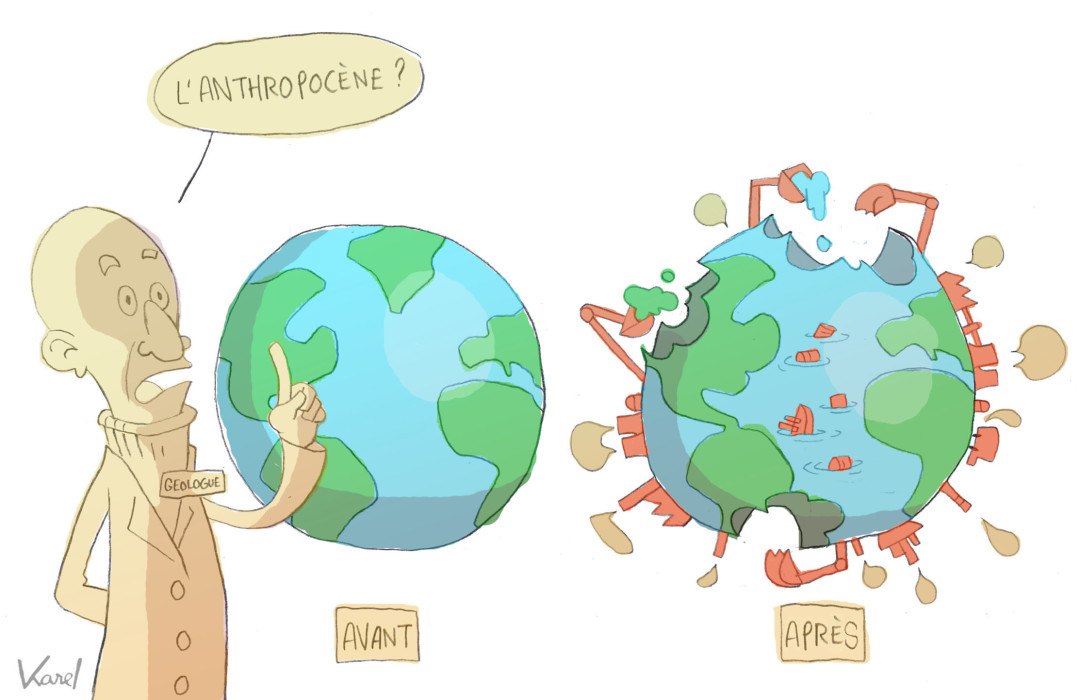 L'ANTHROPOCÈNE ?
GEOLOGUE
AVANT
APRÈS
Karel